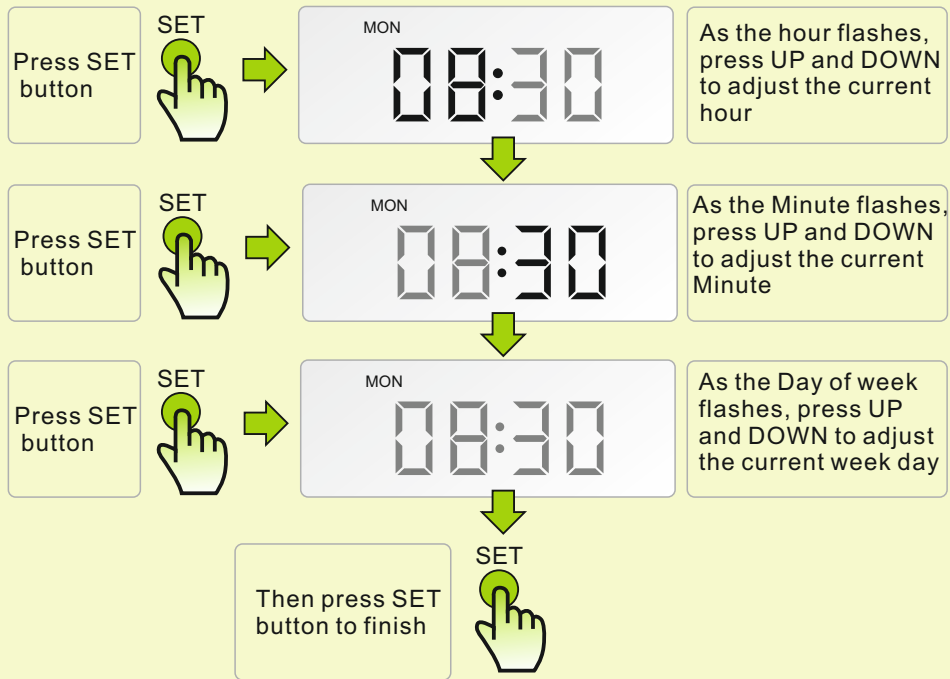 Press SET
button
SET
MON
08:30
As the hour flashes,
press UP and DOWN
to adjust the current
hour
Press SET
button
SET
MON
08:30
As the Minute flashes,
press UP and DOWN
to adjust the current
Minute
Press SET
button
SET
MON
08:30
As the Day of week
flashes, press UP
and DOWN to adjust
the current week day
Then press SET
button to finish
SET